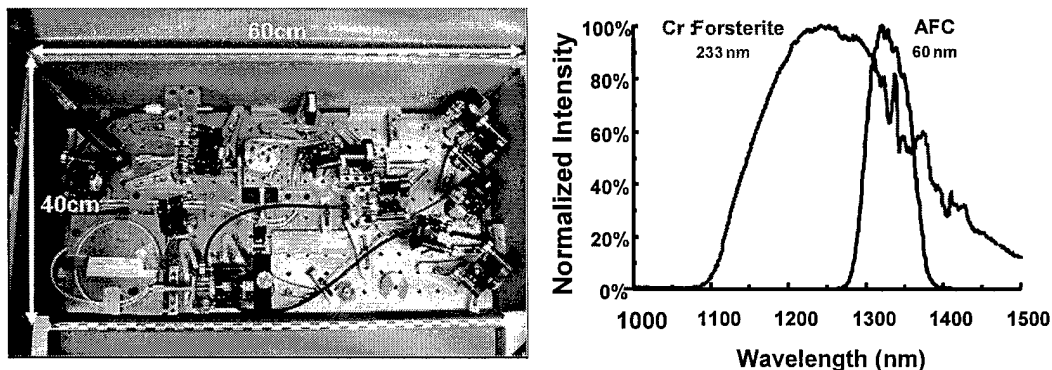 60cm
40cm
Cr:Forsterite
233 nm
AFC
60 nm
Normalized Intensity
100%
80%
60%
40%
20%
0%
1000 1100 1200 1300 1400 1500
Wavelength (nm)